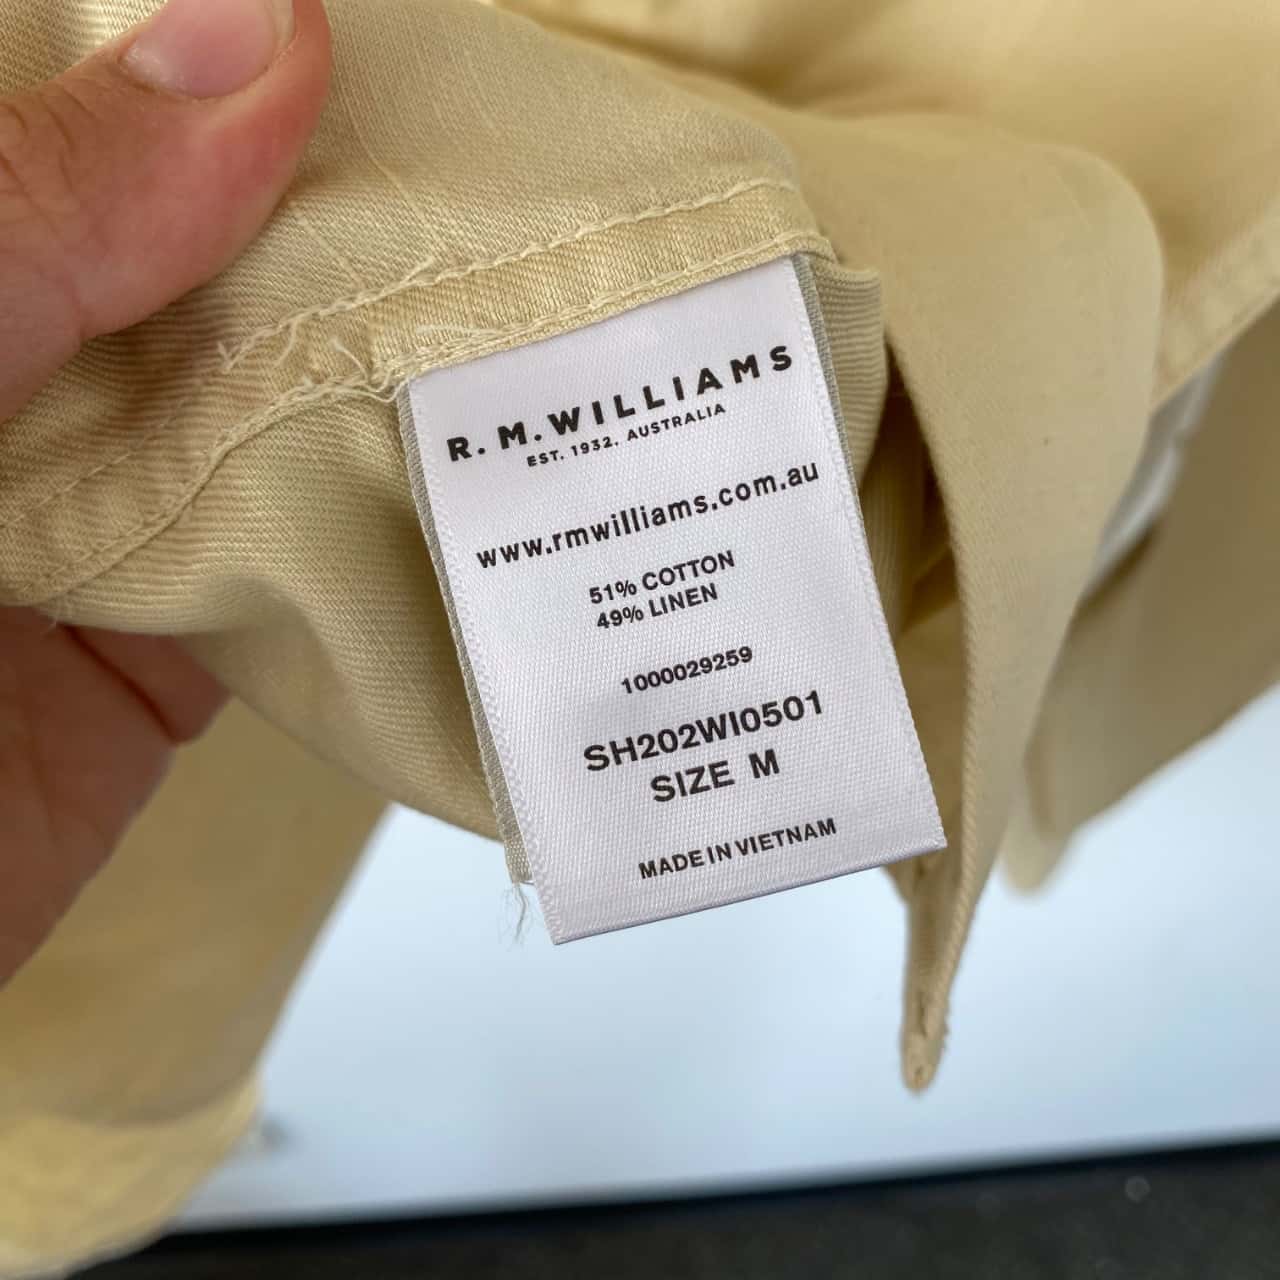 R. M. WILLIAMS
EST. 1932. AUSTRALIA
www.rmwilliams.com.au
51% COTTON
49% LINEN
1000029259
SH202WI0501
SIZE M
MADE IN VIETNAM